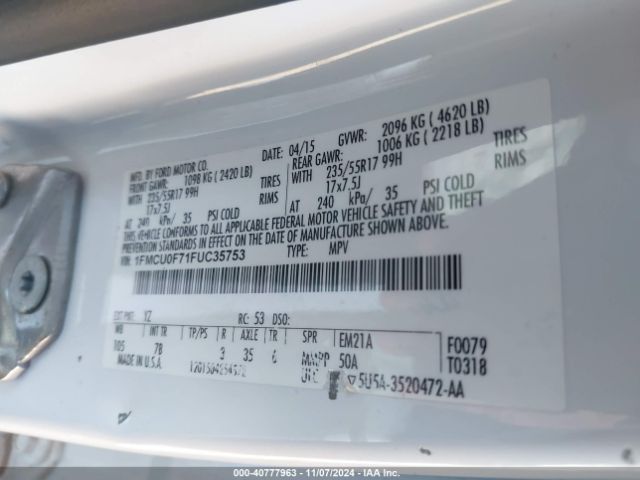 MFD. BY FORD MOTOR CO.
DATE: 04/15 GVWR: 2096 KG ( 4620 LB)
FRONT GAWR: 1098 KG ( 2420 LB)
REAR GAWR: 1006 KG ( 2218 LB)
WITH 235/55R17 99H TIRES
WITH 235/55R17 99H TIRES
17x7.5J RIMS
17x7.5J RIMS
AT 240 kPa/ 35 PSI COLD
AT 240 kPa/ 35 PSI COLD
THIS VEHICLE CONFORMS TO ALL APPLICABLE FEDERAL MOTOR VEHICLE SAFETY AND THEFT
PREVENTION STANDARDS IN EFFECT ON THE DATE OF MANUFACTURE SHOWN ABOVE.
VIN: 1FMCU0F71FUC35753
TYPE: MPV
EXT PNT: YZ RC: 53 DSO:
WB INT TR TP/PS R AXLE TR SPR EM21A F0079
105 7B 3 35 6 50A T0318
MADE IN U.S.A.
5U5A-3520472-AA
000-40777963 - 11/07/2024 - IAA Inc.